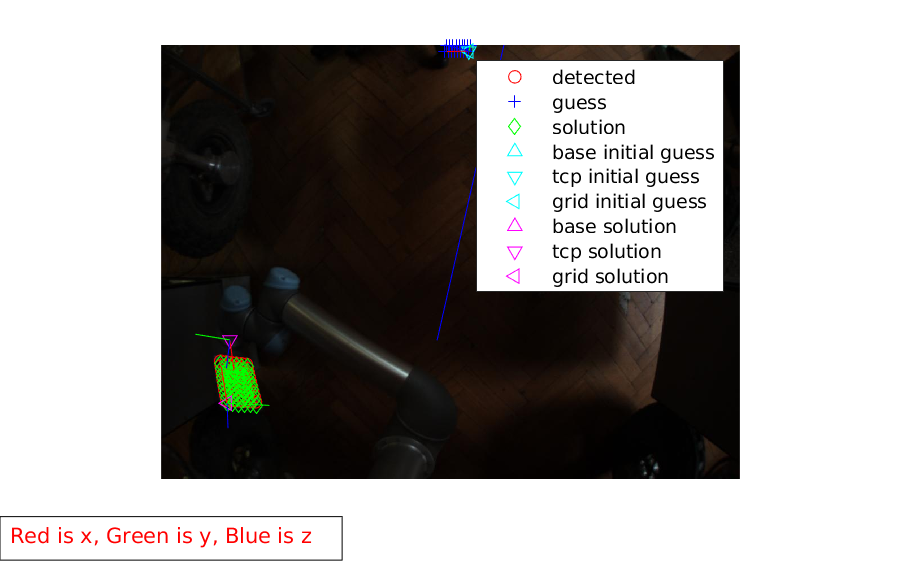 detected
guess
solution
base initial guess
tcp initial guess
grid initial guess
base solution
tcp solution
grid solution
Red is x, Green is y, Blue is z